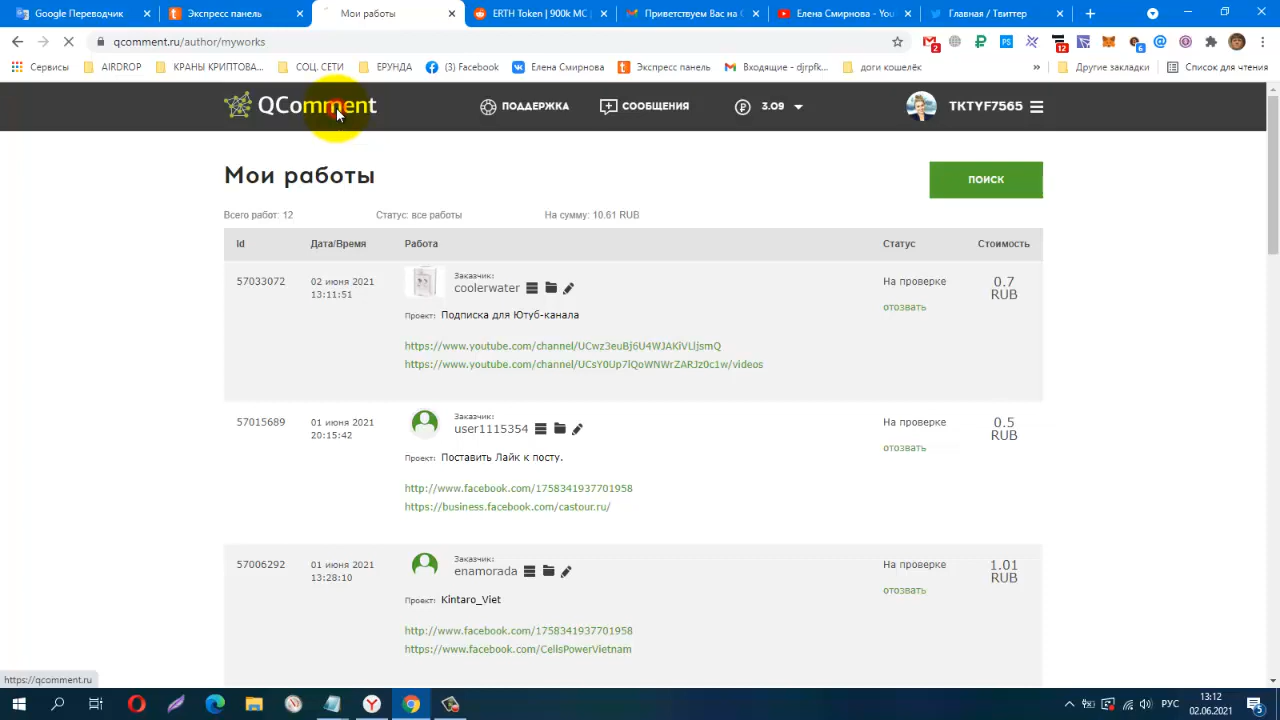 Google Переводчик
Экспресс панель
Мои работы
ERTH Token | 900k MC |
Приветствуем Вас на С
Елена Смирнова - You
Главная / Твиттер
qcomment.ru/author/myworks
2
12
6
Сервисы
AIRDROP
КРАНЫ КРИПТОВА...
СОЦ. СЕТИ
ЕРУНДА
(3) Facebook
Елена Смирнова
Экспресс панель
Входящие - djrpfk...
доги кошелёк
»
Другие закладки
Список для чтения
QComment
ПОДДЕРЖКА
СООБЩЕНИЯ
3.09
TKTYF7565
Мои работы
ПОИСК
Всего работ: 12
Статус: все работы
На сумму: 10.61 RUB
Id
Дата/Время
Работа
Статус
Стоимость
57033072
02 июня 2021
13:11:51
Заказчик:
coolerwater
Проект: Подписка для Ютуб-канала
https://www.youtube.com/channel/UCwz3euBj6U4WJAKiVLljsmQ
https://www.youtube.com/channel/UCsY0Up7lQoWNWrZARJz0c1w/videos
На проверке
отозвать
0.7
RUB
57015689
01 июня 2021
20:15:42
Заказчик:
user1115354
Проект: Поставить Лайк к посту.
http://www.facebook.com/1758341937701958
https://business.facebook.com/castour.ru/
На проверке
отозвать
0.5
RUB
57006292
01 июня 2021
13:28:10
Заказчик:
enamorada
Проект: Kintaro_Viet
http://www.facebook.com/1758341937701958
https://www.facebook.com/CellsPowerVietnam
На проверке
отозвать
1.01
RUB
https://qcomment.ru
РУС
13:12
02.06.2021
5